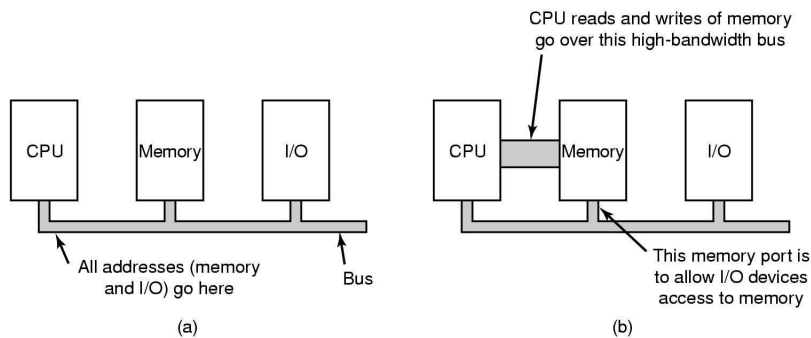 CPU reads and writes of memory
go over this high-bandwidth bus
CPU
Memory
I/O
CPU
Memory
I/O
All addresses (memory
and I/O) go here
Bus
This memory port is
to allow I/O devices
access to memory
(a)
(b)